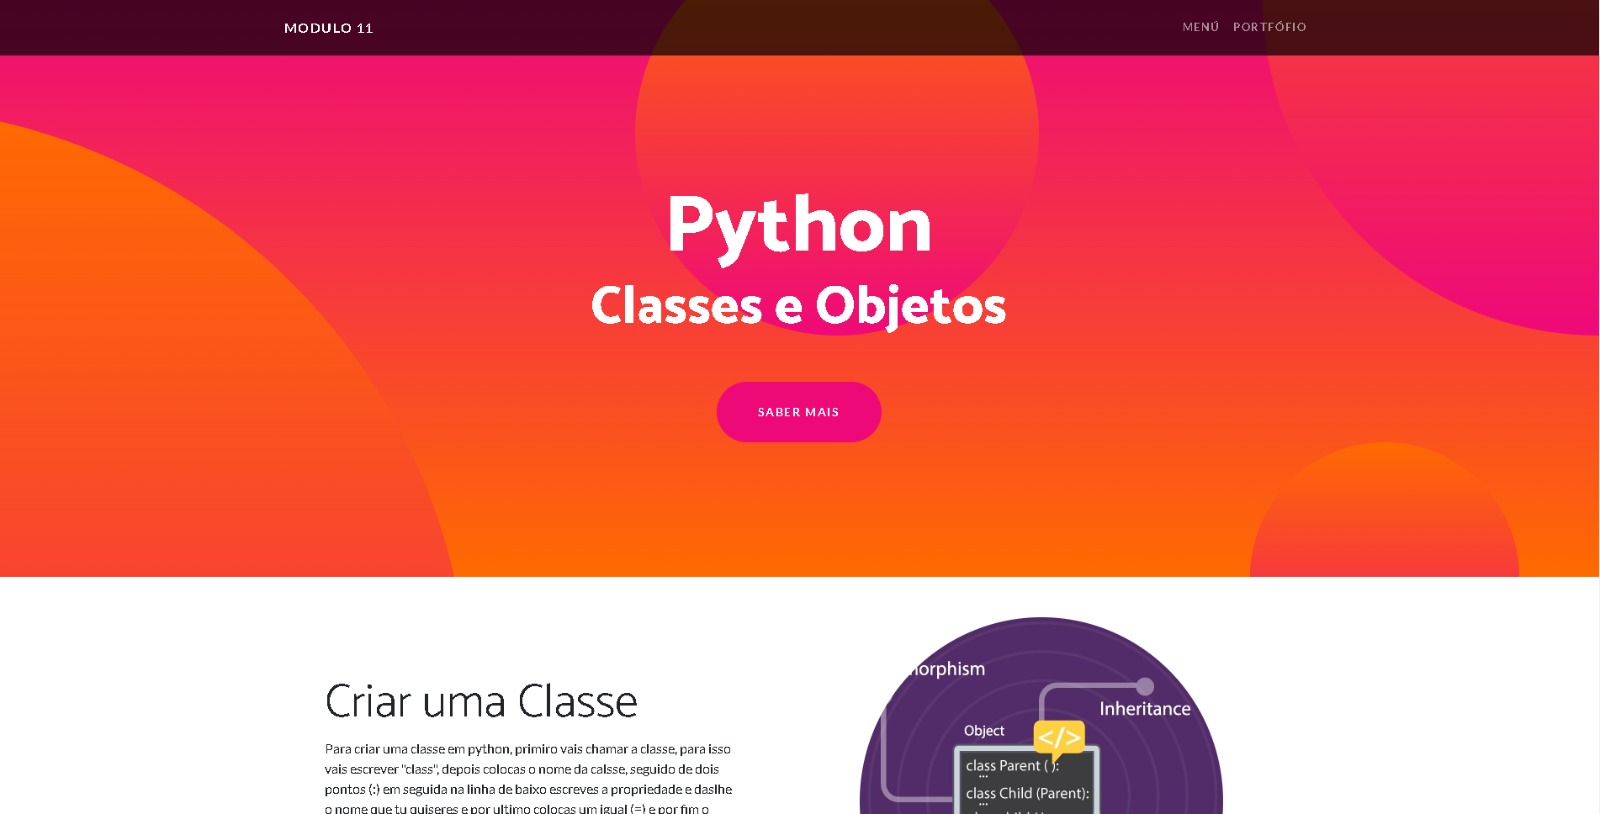 MODULO 11
MENÚ PORTFÓFIO
Python
Classes e Objetos
SABER MAIS
Criar uma Classe
Para criar uma classe em python, primiro vais chamar a classe, para isso
vais escrever "class", depois colocas o nome da calsse, seguido de dois
pontos (:) em seguida na linha de baixo escreves a propriedade e daslhe
o nome que tu quiseres e por ultimo colocas um igual (=) e por fim o
orphism
Inheritance
Object
</>
class Parent ( ):
...
class Child (Parent):
...